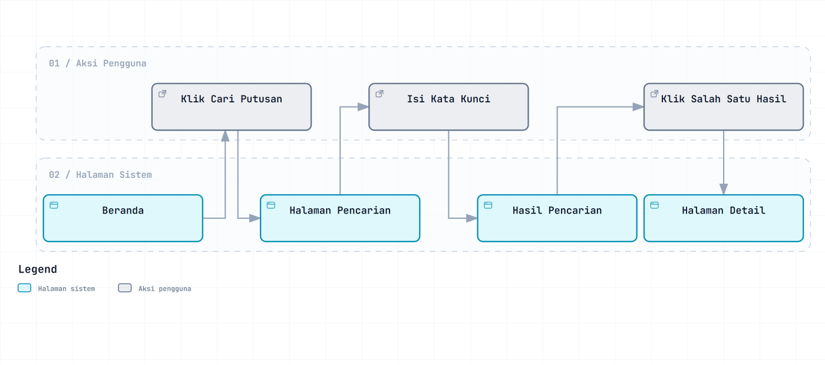 01 / Aksi Pengguna
Klik Cari Putusan
Isi Kata Kunci
Klik Salah Satu Hasil
02 / Halaman Sistem
Beranda
Halaman Pencarian
Hasil Pencarian
Halaman Detail
Legend
Halaman sistem
Aksi pengguna